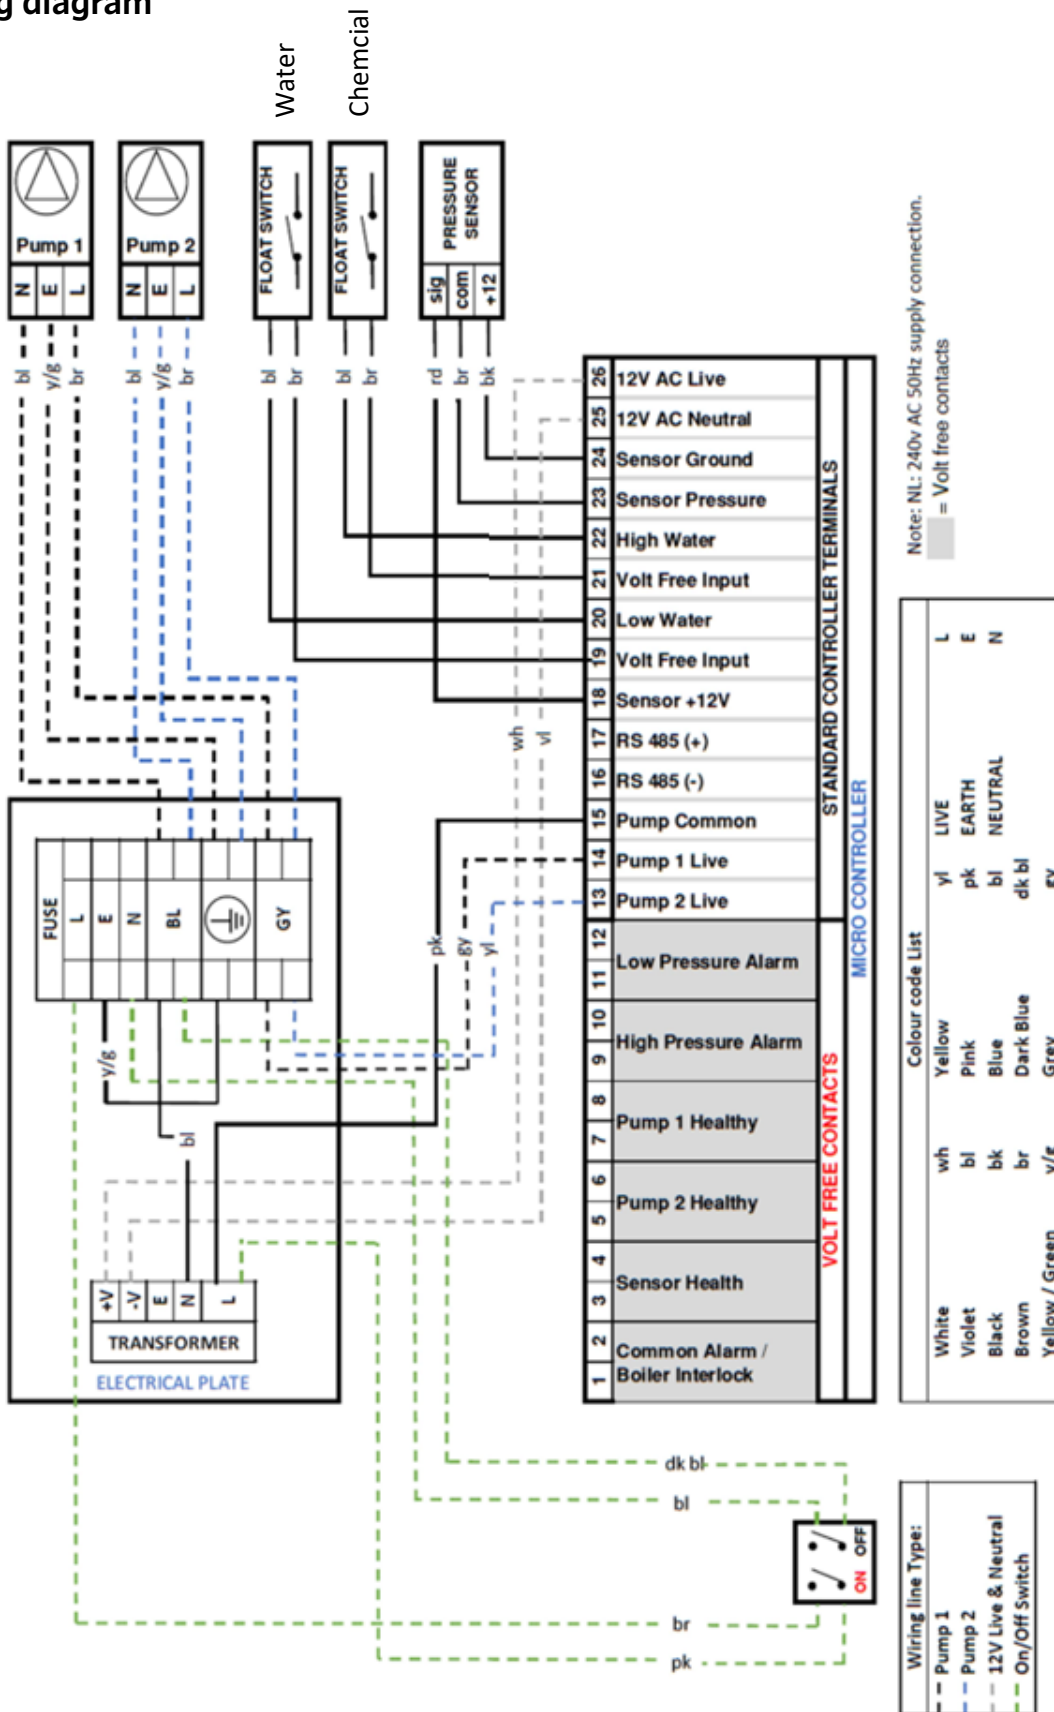 g diagram
Water
Chemcial
Pump 1
N
E
L
Pump 2
N
E
L
FLOAT SWITCH
FLOAT SWITCH
PRESSURE
SENSOR
sig
com
+12
bl
y/g
br
bl
y/g
br
bl
br
bl
br
rd
br
bk
26 12V AC Live
25 12V AC Neutral
24 Sensor Ground
23 Sensor Pressure
22 High Water
21 Volt Free Input
20 Low Water
19 Volt Free Input
18 Sensor +12V
17 RS 485 (+)
16 RS 485 (-)
15 Pump Common
14 Pump 1 Live
13 Pump 2 Live
12
11
Low Pressure Alarm
10
9
High Pressure Alarm
8
7
Pump 1 Healthy
6
5
Pump 2 Healthy
4
3
Sensor Health
2
1
Common Alarm /
Boiler Interlock
STANDARD CONTROLLER TERMINALS
VOLT FREE CONTACTS
MICRO CONTROLLER
wh
vl
pk
gy
yl
FUSE
L
E
N
BL
GY
y/g
bl
+V
-V
E
N
L
TRANSFORMER
ELECTRICAL PLATE
dk bl
bl
br
pk
ON OFF
Note: NL: 240v AC 50Hz supply connection.
= Volt free contacts
Colour code List
White wh Yellow yl LIVE L
Violet bl Pink pk EARTH E
Black bk Blue bl NEUTRAL N
Brown br Dark Blue dk bl
Yellow / Green y/g Grey gy
Wiring line Type:
Pump 1
Pump 2
12V Live & Neutral
On/Off Switch